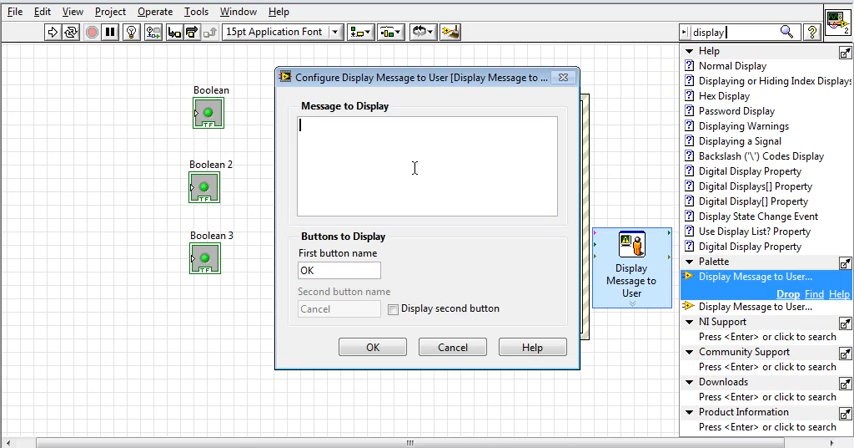 File Edit View Project Operate Tools Window Help
15pt Application Font
display
2
Boolean
TF
Boolean 2
TF
Boolean 3
TF
Configure Display Message to User [Display Message to ...
Message to Display
Buttons to Display
First button name
OK
Second button name
Cancel
Display second button
OK Cancel Help
Display
Message to
User
Help
Normal Display
Displaying or Hiding Index Displays
Hex Display
Password Display
Displaying Warnings
Displaying a Signal
Backslash ('\') Codes Display
Digital Display Property
Digital Displays[] Property
Digital Display[] Property
Display State Change Event
Use Display List? Property
Digital Display Property
Palette
Display Message to User...
Drop Find Help
Display Message to User...
NI Support
Press <Enter> or click to search
Community Support
Press <Enter> or click to search
Downloads
Press <Enter> or click to search
Product Information
Press <Enter> or click to search